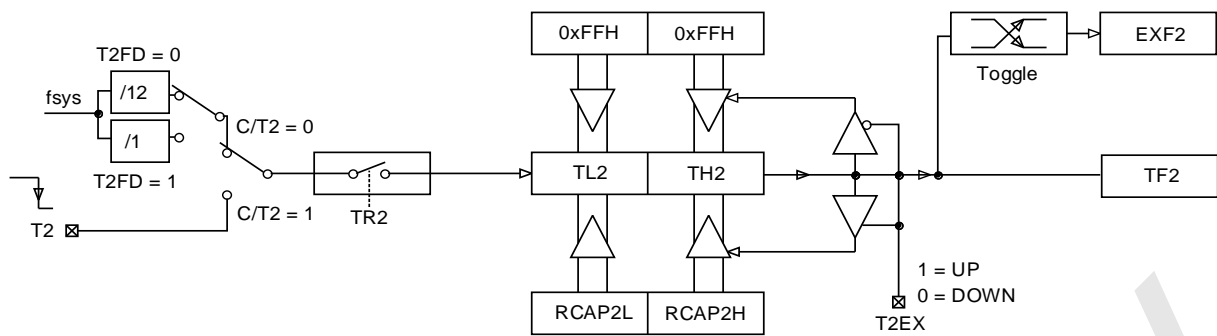 0xFFH 0xFFH
EXF2
Toggle
T2FD = 0
/12
fsys
/1
T2FD = 1
C/T2 = 0
C/T2 = 1
TR2
T2
TL2 TH2
TF2
RCAP2L RCAP2H
1 = UP
0 = DOWN
T2EX